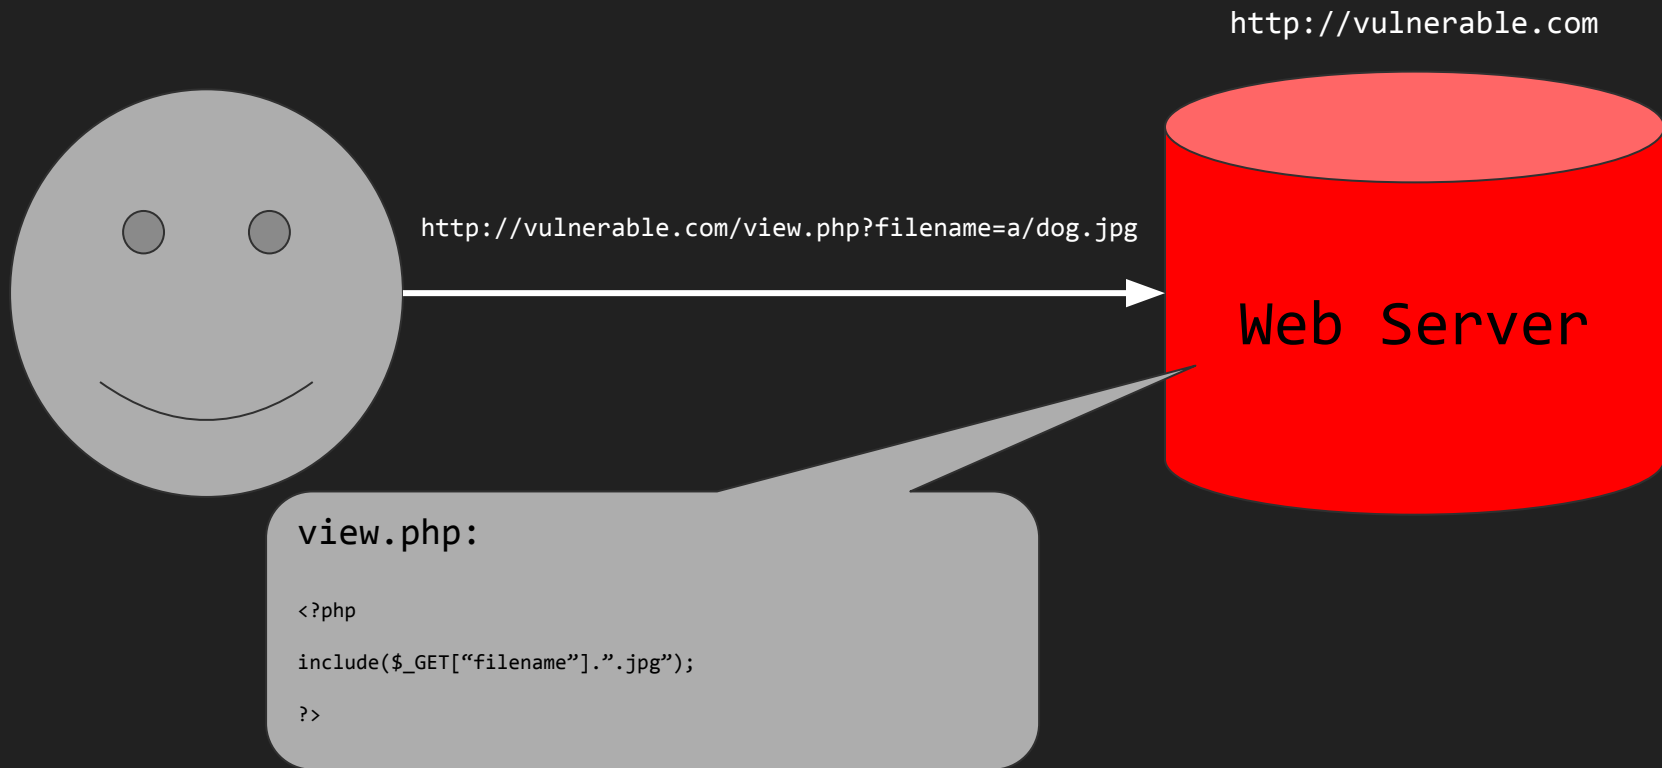 http://vulnerable.com
http://vulnerable.com/view.php?filename=a/dog.jpg
Web Server
view.php:
<?php
include($_GET[“filename”].”.jpg”);
?>